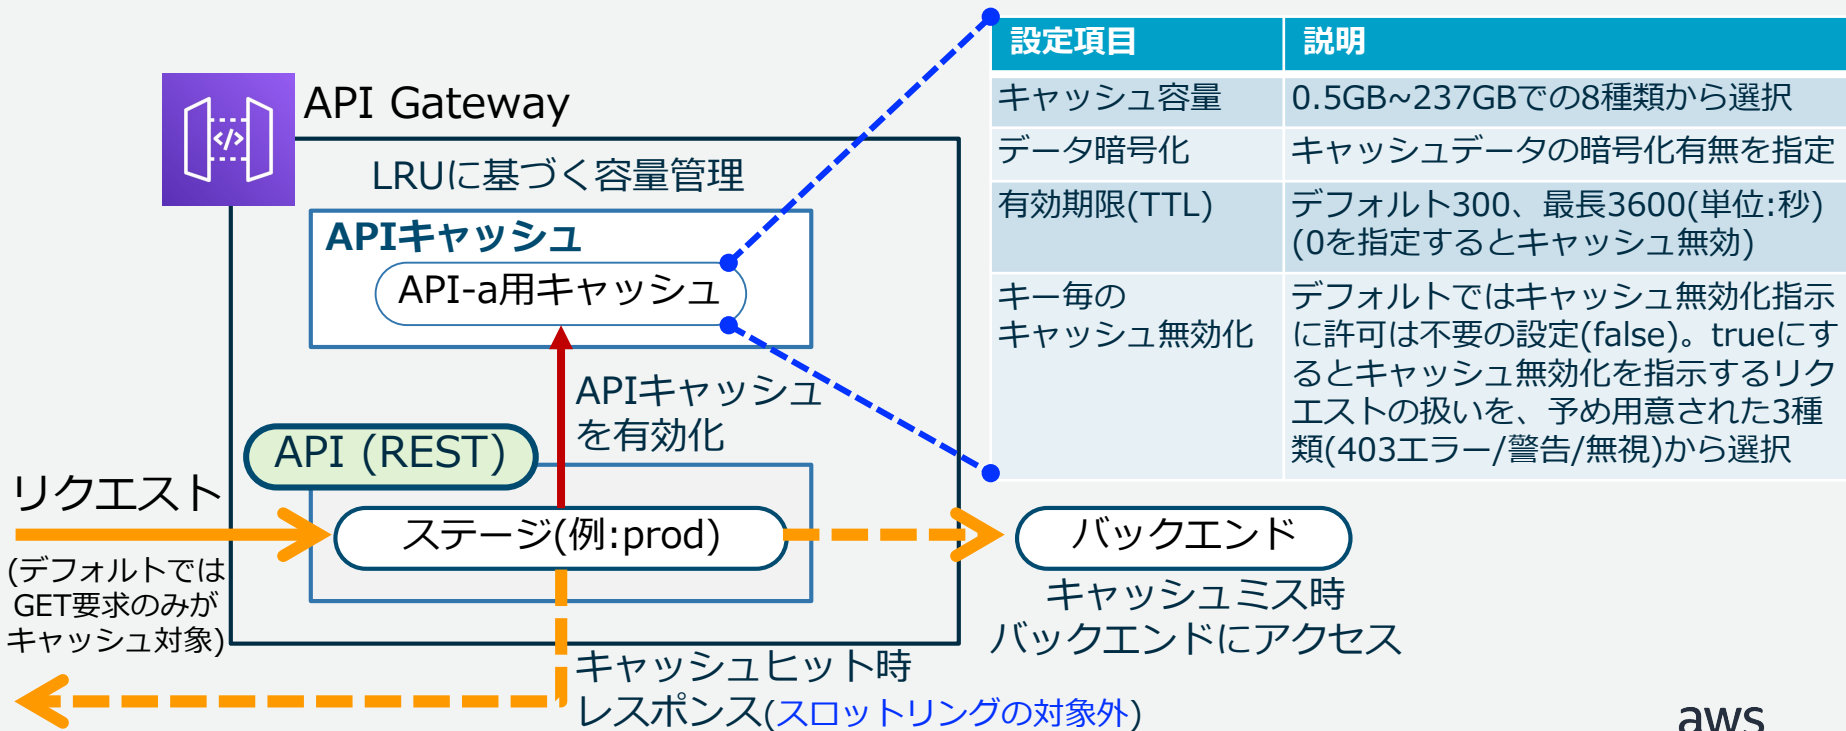 API Gateway
LRUに基づく容量管理
APIキャッシュ
API-a用キャッシュ
APIキャッシュ
を有効化
API (REST)
リクエスト
(デフォルトでは
GET要求のみが
キャッシュ対象)
ステージ(例:prod)
バックエンド
キャッシュミス時
バックエンドにアクセス
キャッシュヒット時
レスポンス(スロットリングの対象外)
設定項目 説明
キャッシュ容量 0.5GB~237GBでの8種類から選択
データ暗号化 キャッシュデータの暗号化有無を指定
有効期限(TTL) デフォルト300、最長3600(単位:秒)
(0を指定するとキャッシュ無効)
キー毎の デフォルトではキャッシュ無効化指示
キャッシュ無効化 に許可は不要の設定(false)。trueにす
るとキャッシュ無効化を指示するリク
エストの扱いを、予め用意された3種
類(403エラー/警告/無視)から選択
aws